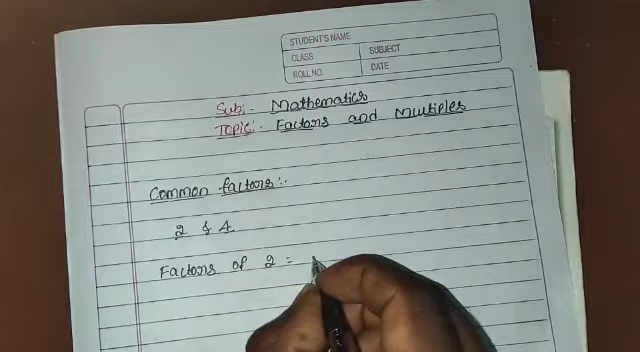 STUDENT'S NAME
CLASS SUBJECT
ROLL NO. DATE
Sub:- Mathematics
Topic:- Factors and Multiples
Common factors:-
2 & 4.
Factors of 2 =